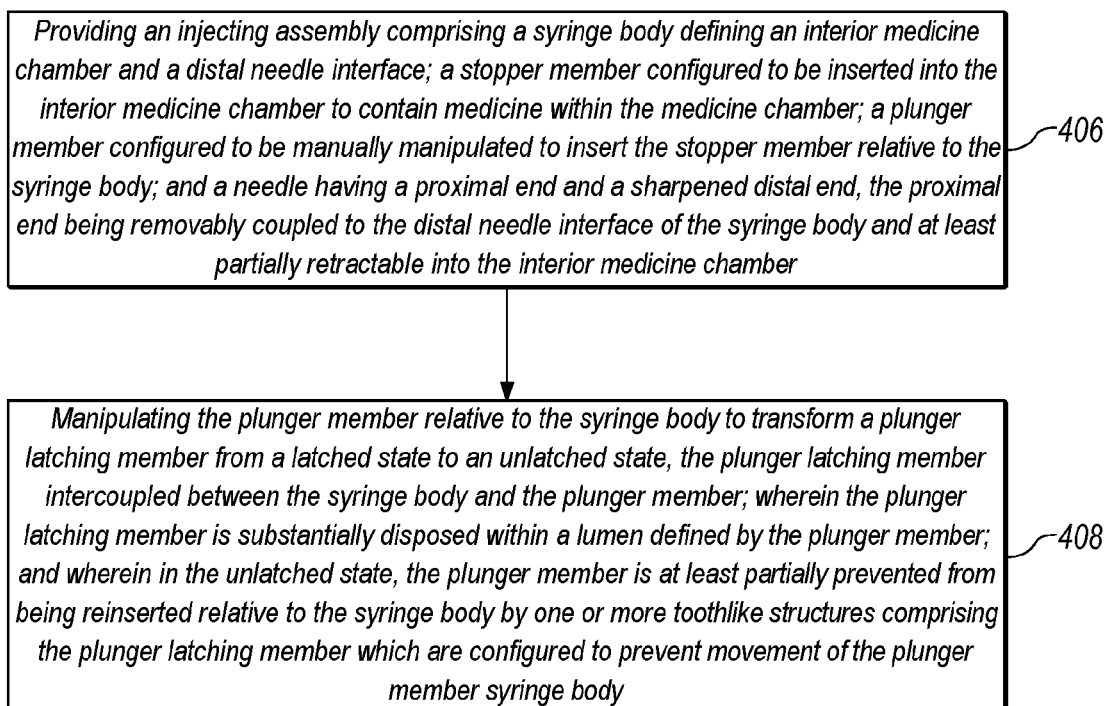 Providing an injecting assembly comprising a syringe body defining an interior medicine
chamber and a distal needle interface; a stopper member configured to be inserted into the
interior medicine chamber to contain medicine within the medicine chamber; a plunger
member configured to be manually manipulated to insert the stopper member relative to the
syringe body; and a needle having a proximal end and a sharpened distal end, the proximal
end being removably coupled to the distal needle interface of the syringe body and at least
partially retractable into the interior medicine chamber
406
Manipulating the plunger member relative to the syringe body to transform a plunger
latching member from a latched state to an unlatched state, the plunger latching member
intercoupled between the syringe body and the plunger member; wherein the plunger
latching member is substantially disposed within a lumen defined by the plunger member;
and wherein in the unlatched state, the plunger member is at least partially prevented from
being reinserted relative to the syringe body by one or more toothlike structures comprising
the plunger latching member which are configured to prevent movement of the plunger
member syringe body
408